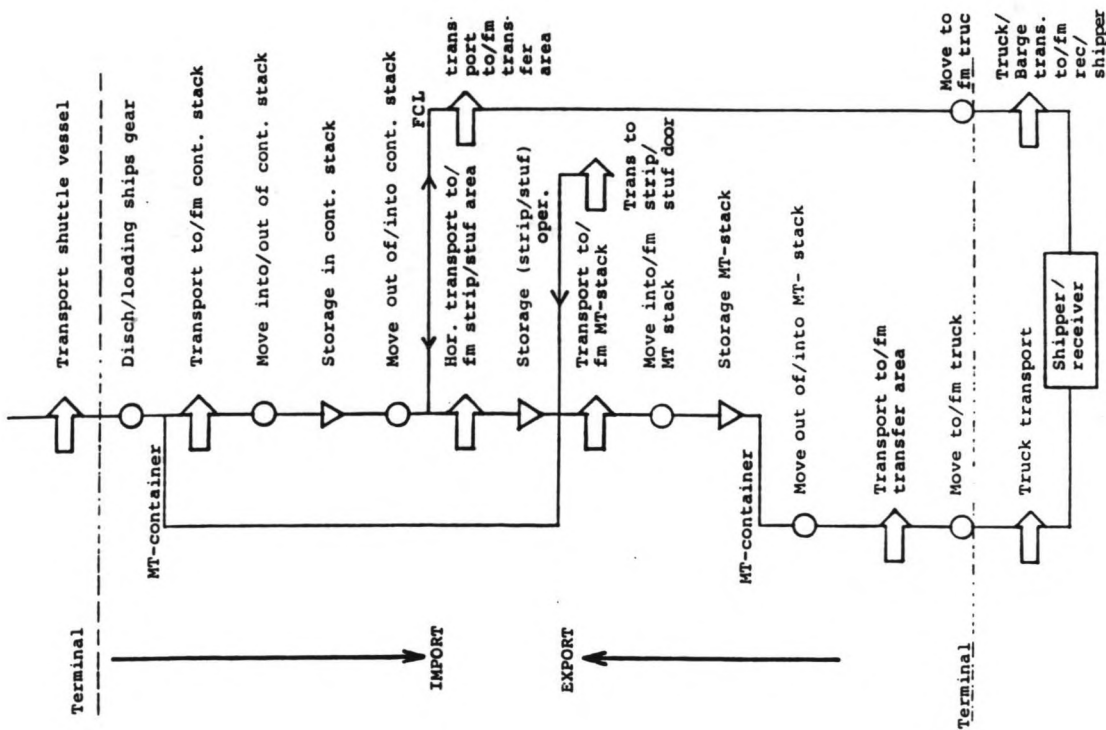 Transport shuttle vessel
Terminal
Disch/loading ships gear
MT-container
Transport to/fm cont. stack
Move into/out of cont. stack
Storage in cont. stack
Move out of/into cont. stack
FCL
IMPORT
Hor. transport to/
fm strip/stuf area
trans-
port
to/fm
trans-
fer
area
Storage (strip/stuf)
oper.
EXPORT
Transport to/
fm MT-stack
Trans to
strip/
stuf door
Move into/fm
MT stack
Storage MT-stack
MT-container
Move out of/into MT- stack
Transport to/fm
transfer area
Move to/fm truck
Move to
fm truc
Terminal
Truck transport
Truck/
Barge
trans.
to/fm
rec/
shipper
Shipper/
receiver